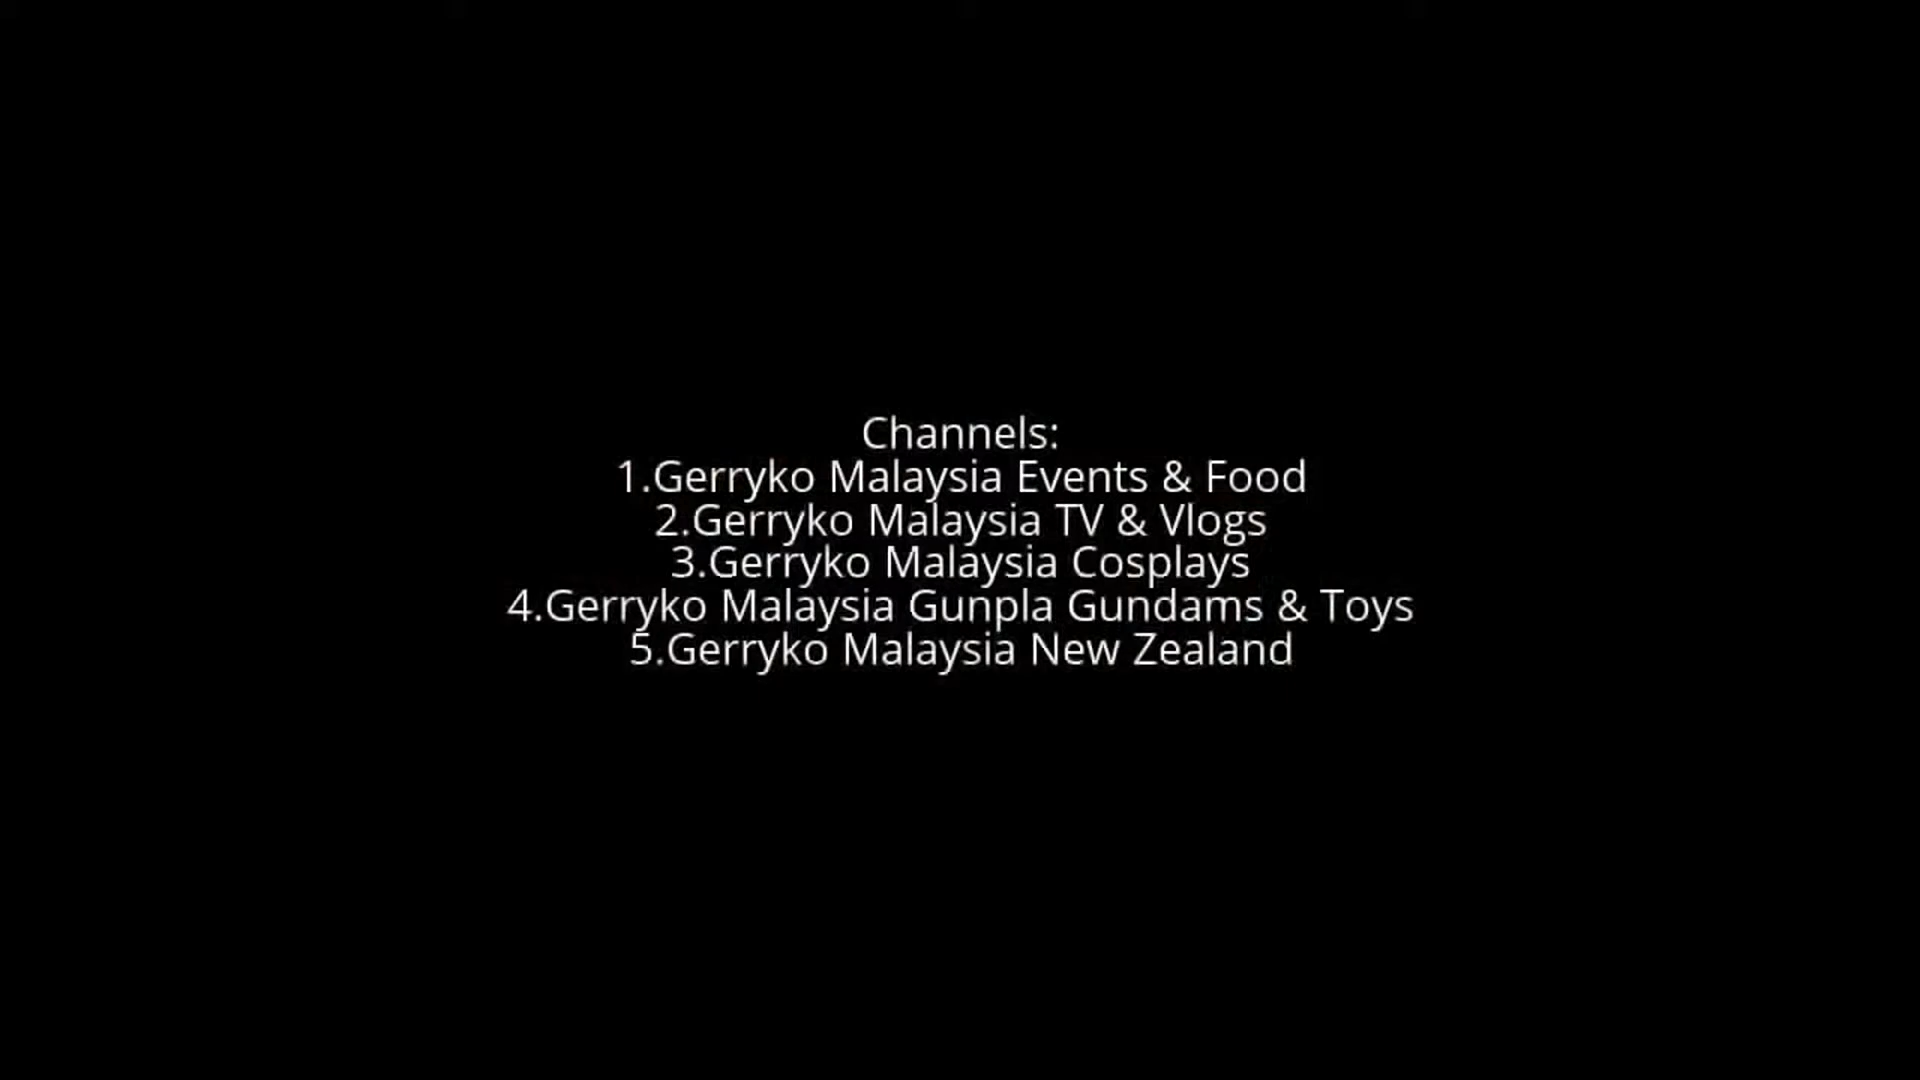 Channels:
1.Gerryko Malaysia Events & Food
2.Gerryko Malaysia TV & Vlogs
3.Gerryko Malaysia Cosplays
4.Gerryko Malaysia Gunpla Gundams & Toys
5.Gerryko Malaysia New Zealand